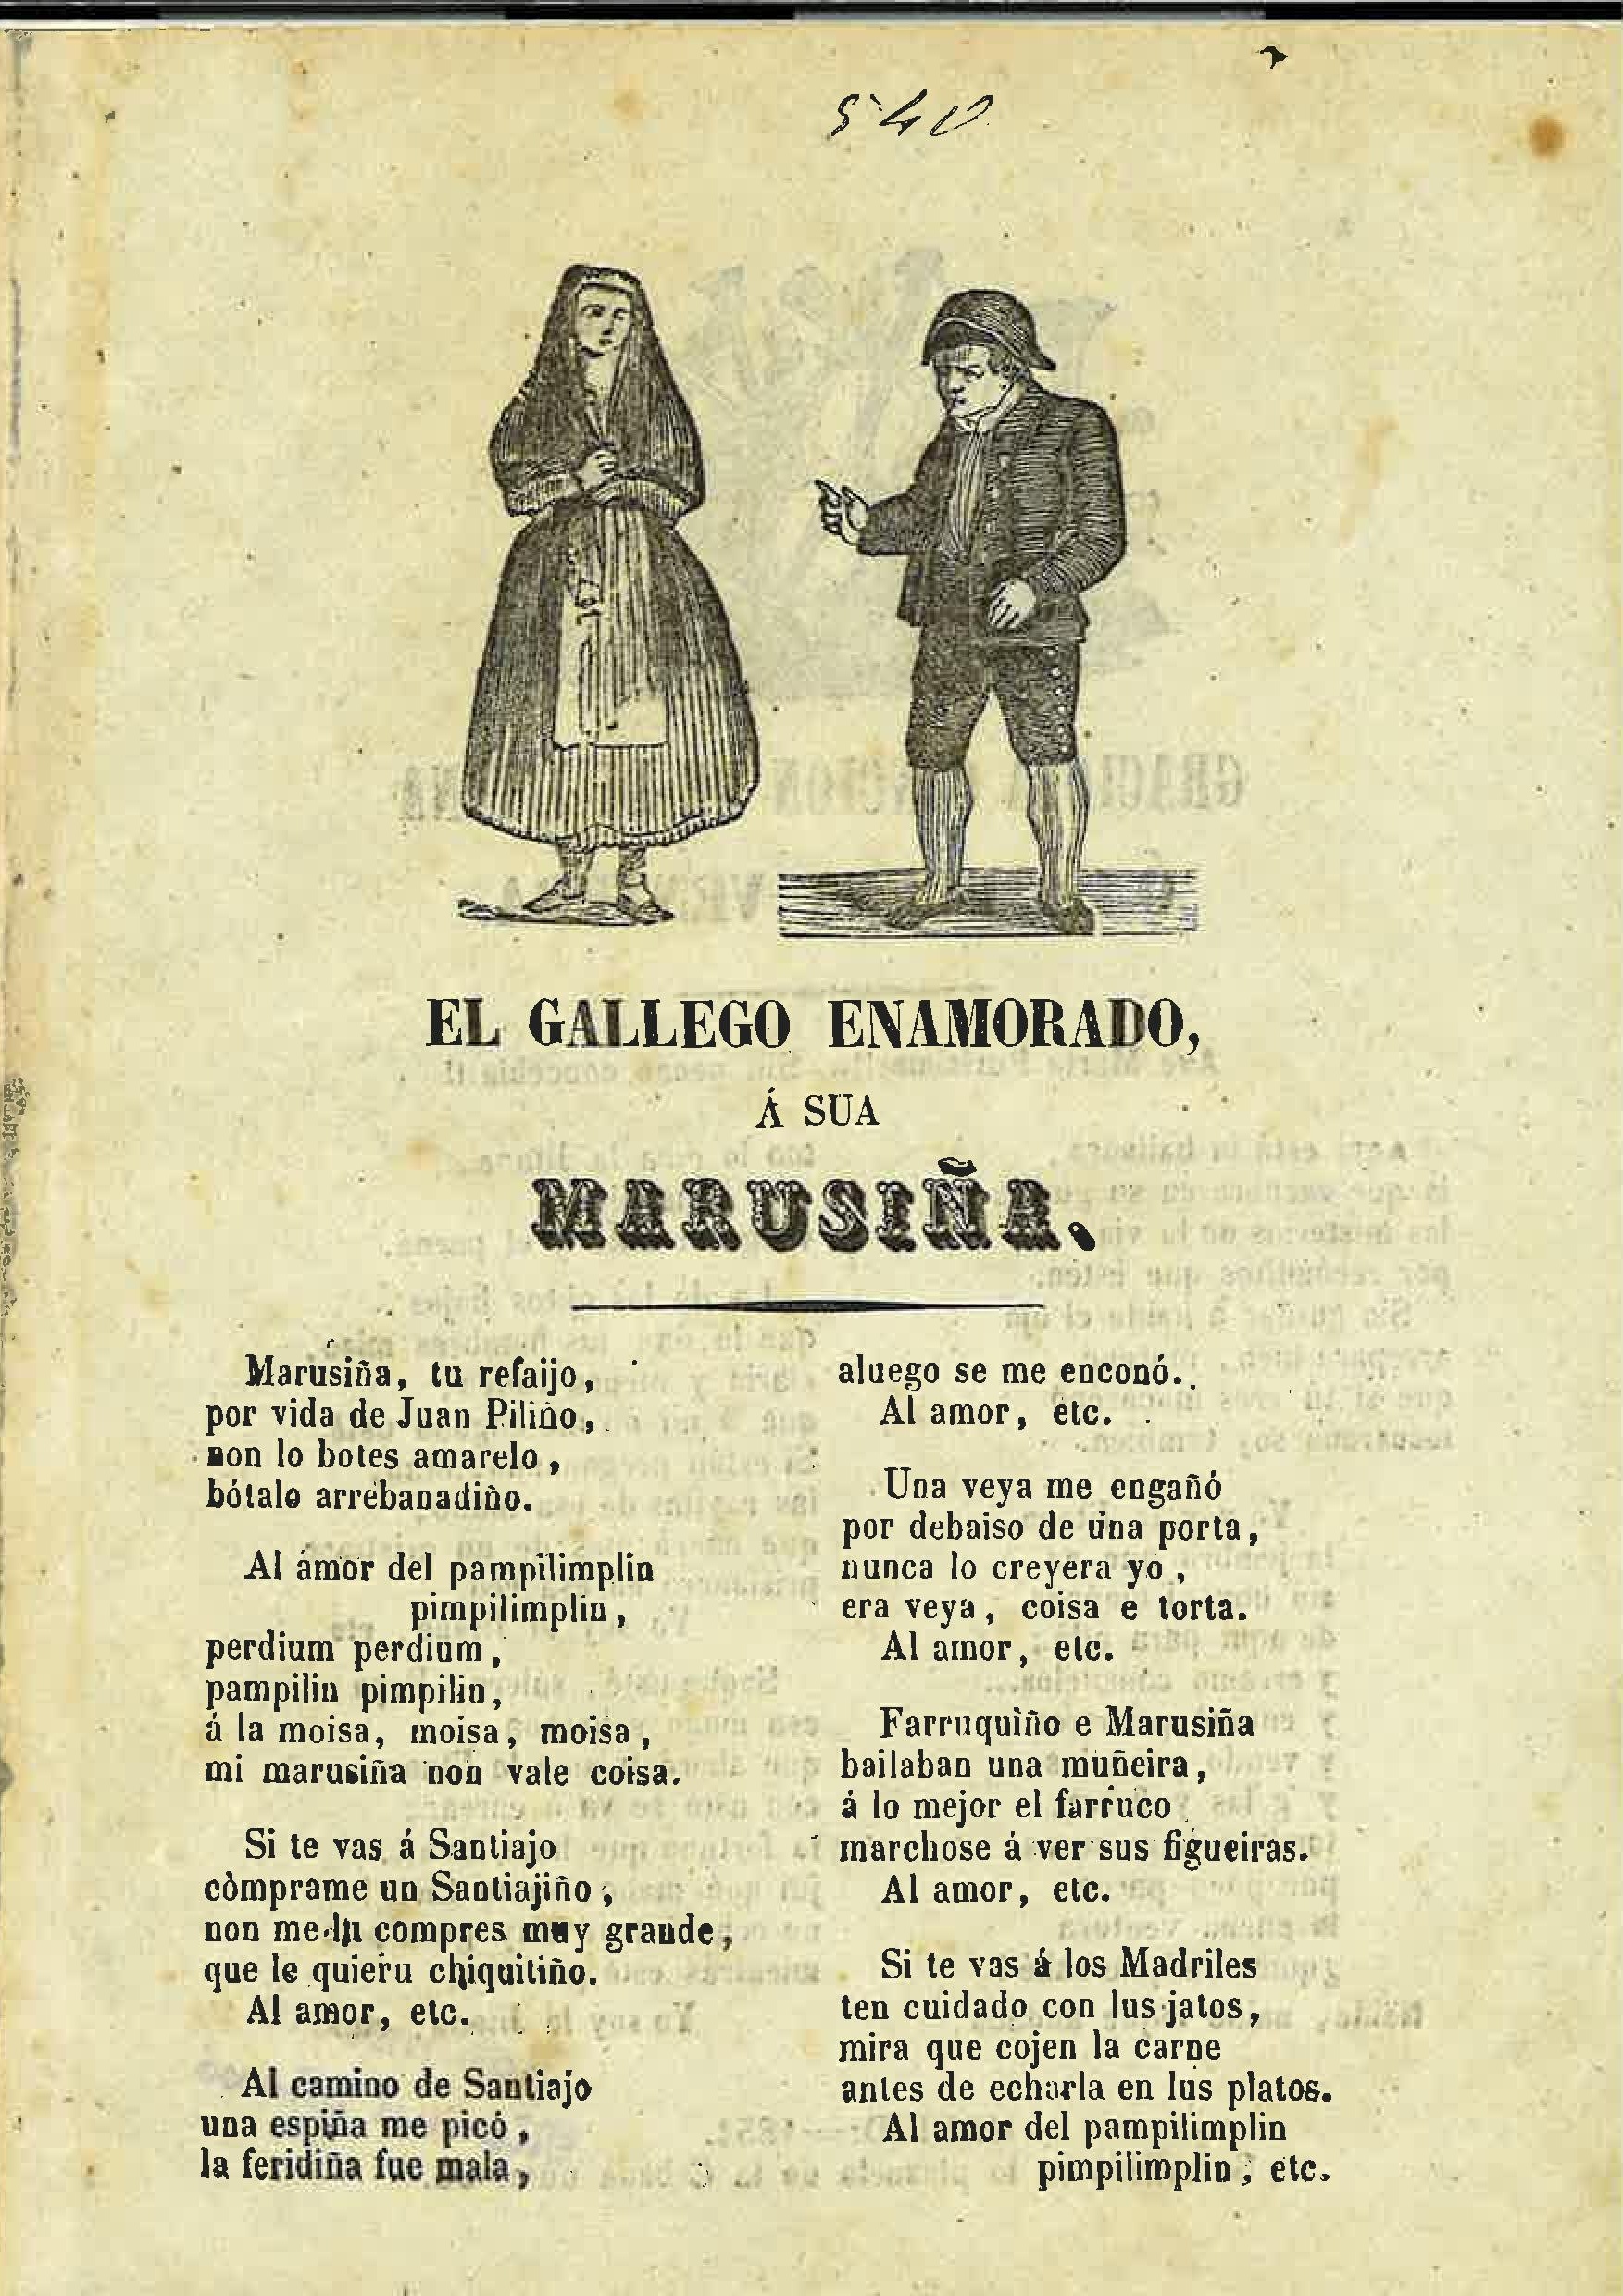 540
EL GALLEGO ENAMORADO,
Á SUA
MARUSIÑA.
Marusiña, tu refaijo,
por vida de Juan Piliño,
non lo botes amarelo,
bótalo arrebanadiño.
Al amor del pampilimplin
pimpilimplin,
perdium perdium,
pampilin pimpilin,
á la moisa, moisa, moisa,
mi marusiña non vale coisa.
Si te vas á Santiajo
còmprame un Santiajiño,
non me lu compres muy grande,
que le quieru chiquitiño.
Al amor, etc.
Al camino de Santiajo
una espiña me picó,
la feridiña fue mala,
aluego se me enconó.
Al amor, etc.
Una veya me engañó
por debaiso de una porta,
nunca lo creyera yo,
era veya, coisa e torta.
Al amor, etc.
Farruquiño e Marusiña
bailaban una muñeira,
á lo mejor el farruco
marchose á ver sus figueiras.
Al amor, etc.
Si te vas á los Madriles
ten cuidado con lus jatos,
mira que cojen la carne
antes de echarla en lus platos.
Al amor del pampilimplin
pimpilimplin, etc.